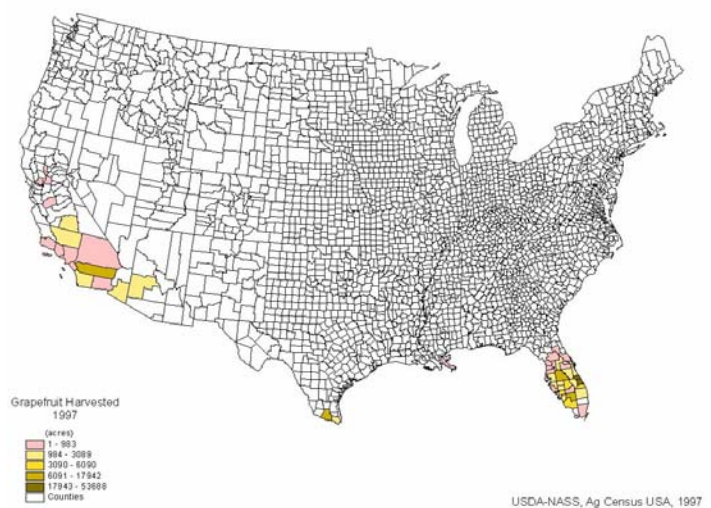 Grapefruit Harvested
1997
(acres)
1 - 983
984 - 3089
3090 - 6090
6091 - 17942
17943 - 53688
Counties
USDA-NASS, Ag Census USA, 1997